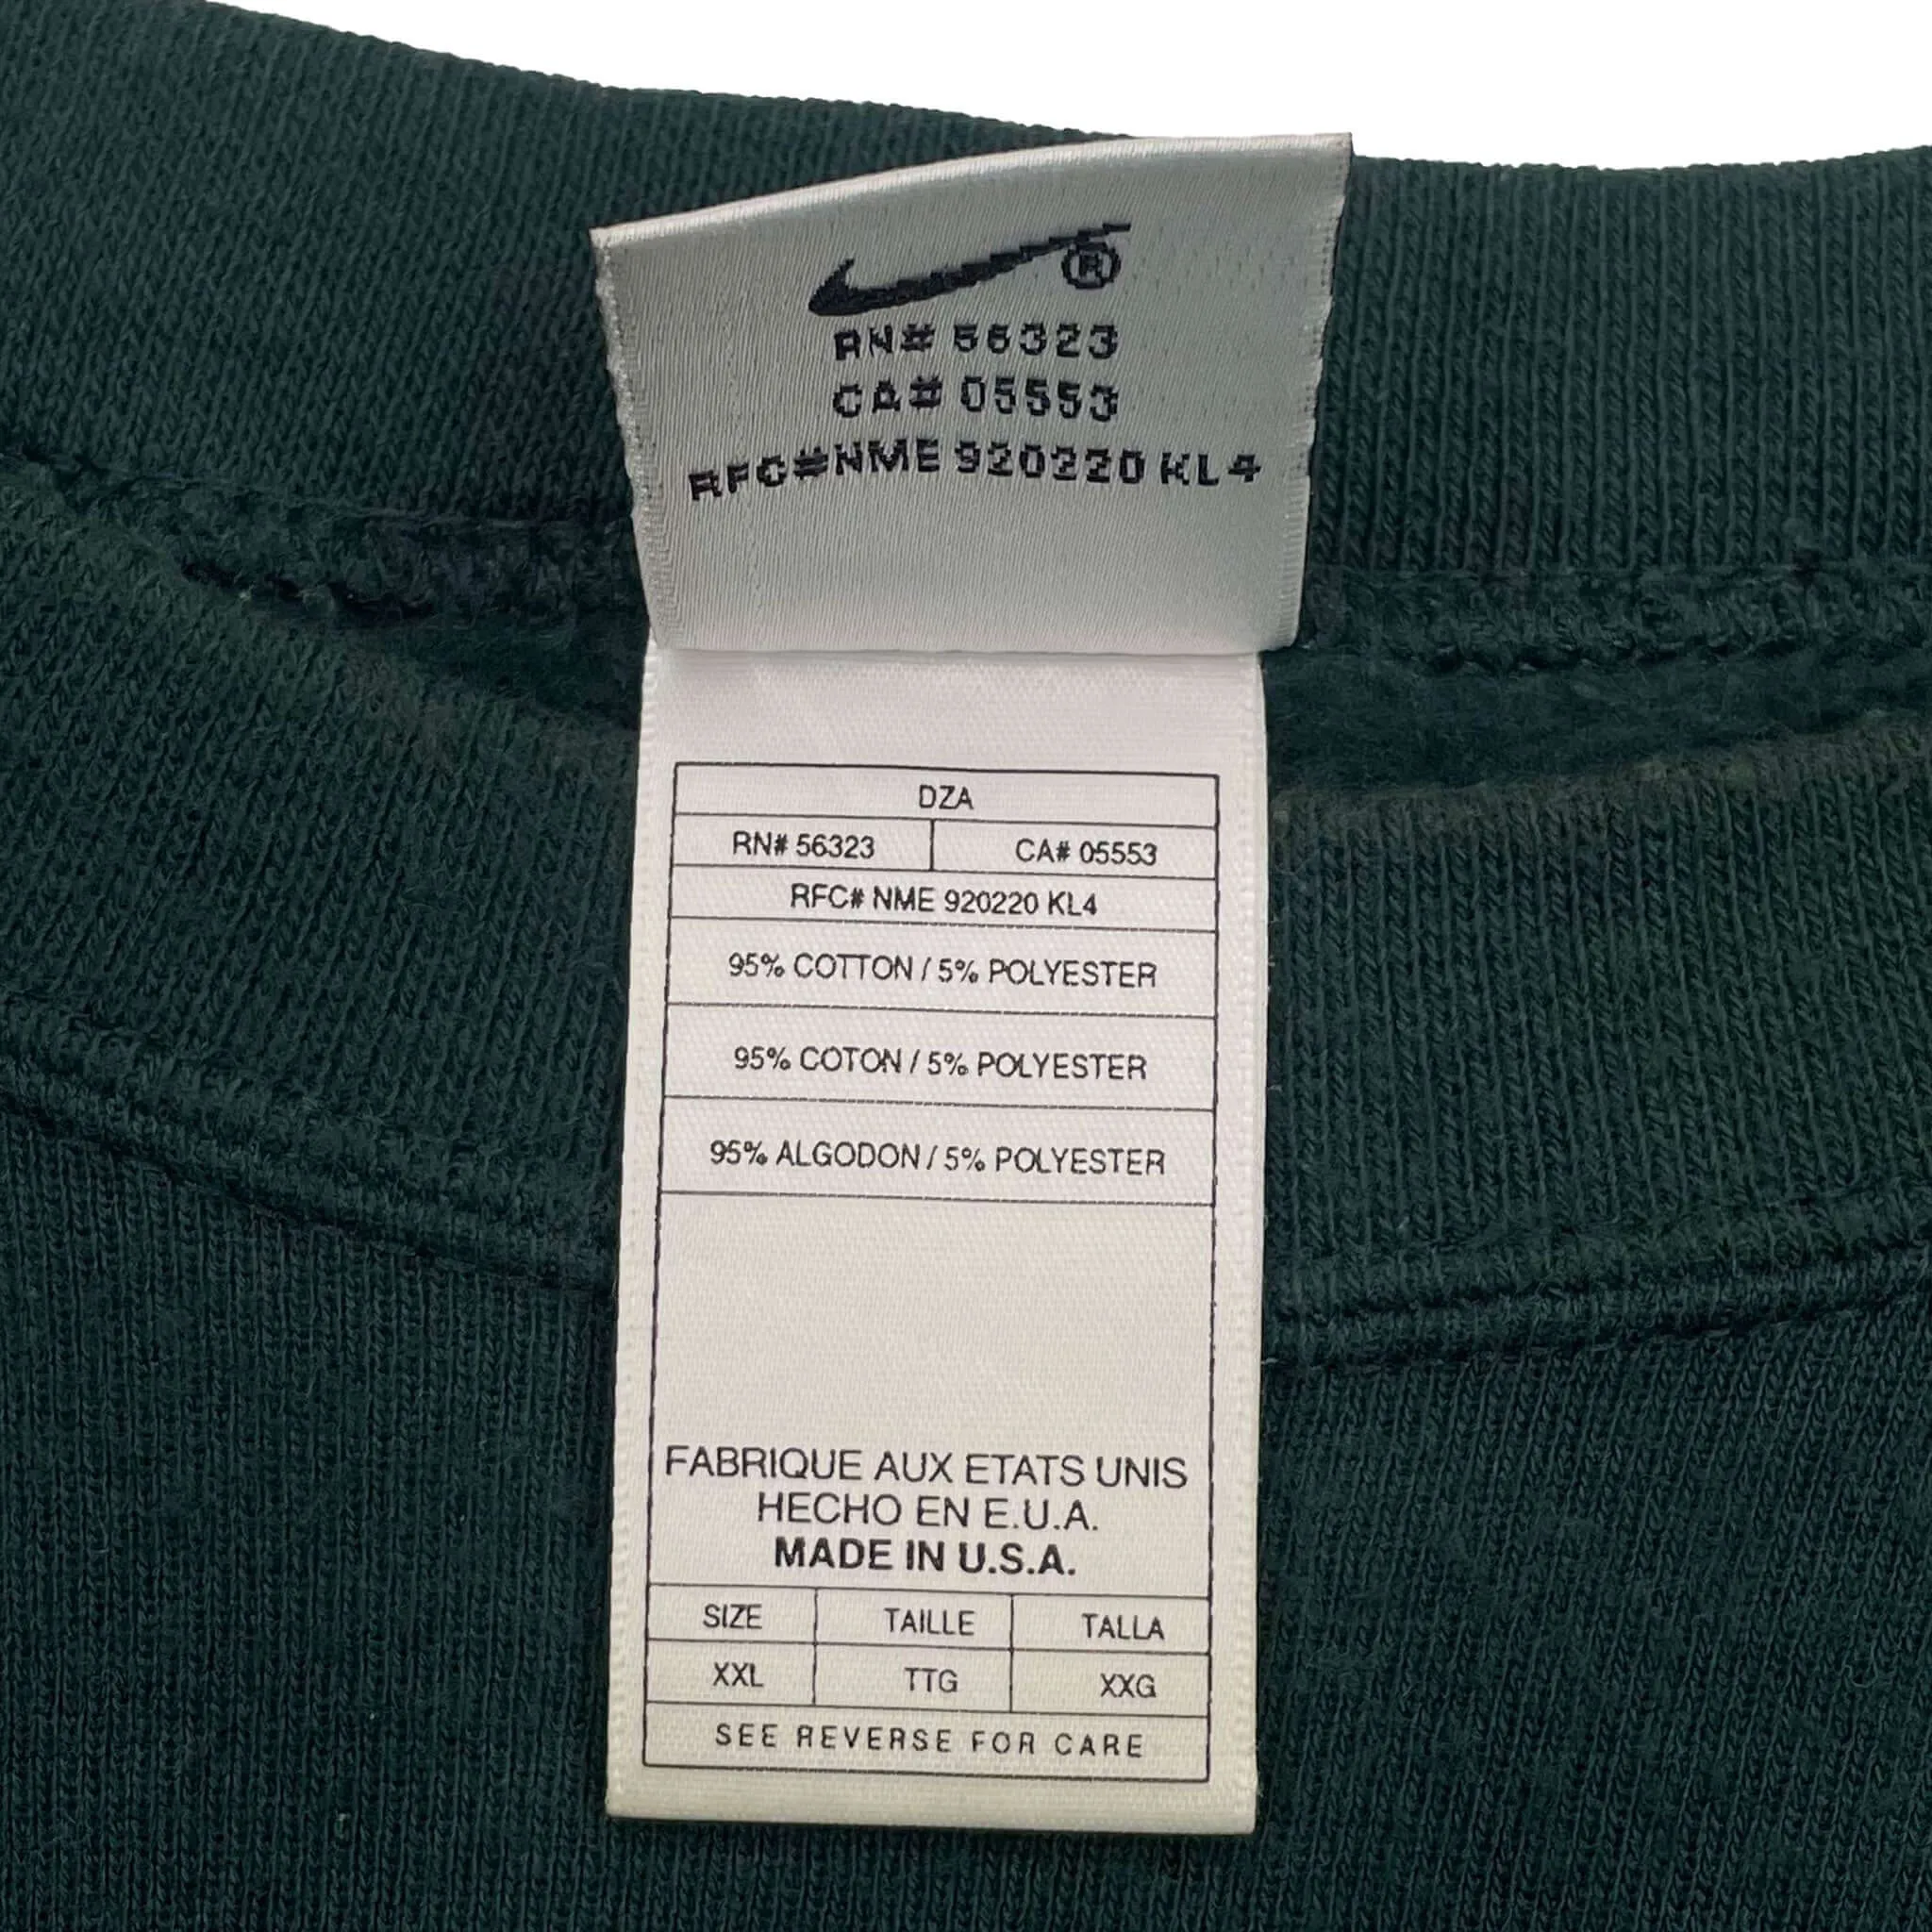 ®
RN# 56323
CA# 05553
RFC#NME 920220 KL4
DZA
RN# 56323 CA# 05553
RFC# NME 920220 KL4
95% COTTON / 5% POLYESTER
95% COTON / 5% POLYESTER
95% ALGODON / 5% POLYESTER
FABRIQUE AUX ETATS UNIS
HECHO EN E.U.A.
MADE IN U.S.A.
SIZE TAILLE TALLA
XXL TTG XXG
SEE REVERSE FOR CARE